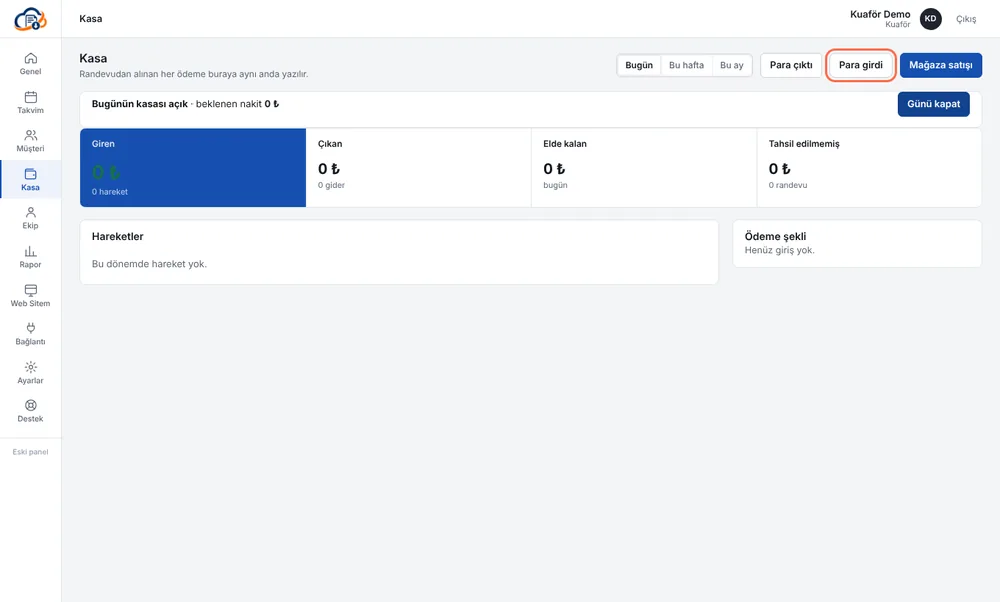 Kasa
Kuaför Demo
Kuaför
KD
Çıkış
Genel
Takvim
Müşteri
Kasa
Ekip
Rapor
Web Sitem
Bağlantı
Ayarlar
Destek
Eski panel
Kasa
Randevudan alınan her ödeme buraya aynı anda yazılır.
Bugün
Bu hafta
Bu ay
Para çıktı
Para girdi
Mağaza satışı
Bugünün kasası açık · beklenen nakit 0 ₺
Günü kapat
Giren
0 ₺
0 hareket
Çıkan
0 ₺
0 gider
Elde kalan
0 ₺
bugün
Tahsil edilmemiş
0 ₺
0 randevu
Hareketler
Bu dönemde hareket yok.
Ödeme şekli
Henüz giriş yok.